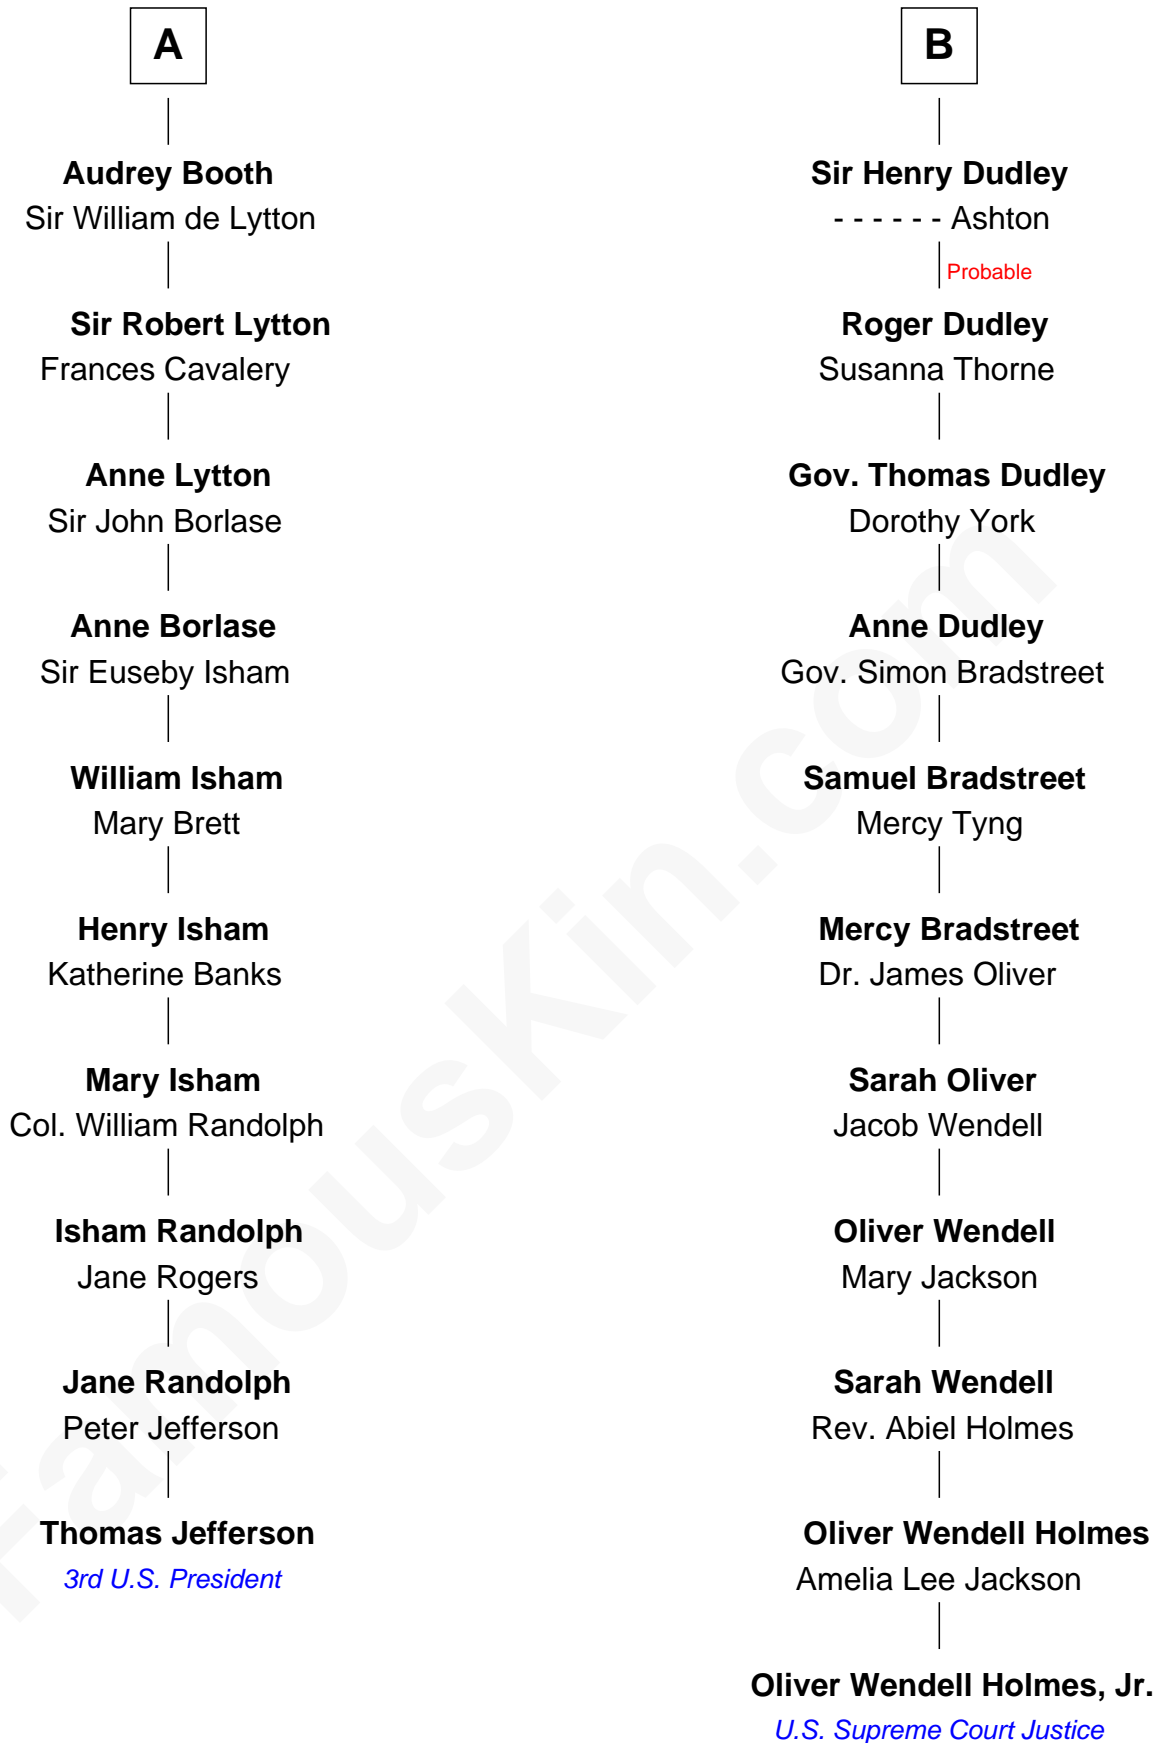 A
Audrey Booth
Sir William de Lytton
Sir Robert Lytton
Frances Cavalery
Anne Lytton
Sir John Borlase
Anne Borlase
Sir Euseby Isham
William Isham
Mary Brett
Henry Isham
Katherine Banks
Mary Isham
Col. William Randolph
Isham Randolph
Jane Rogers
Jane Randolph
Peter Jefferson
Thomas Jefferson
3rd U.S. President
B
Sir Henry Dudley
- - - - - - Ashton
Probable
Roger Dudley
Susanna Thorne
Gov. Thomas Dudley
Dorothy York
Anne Dudley
Gov. Simon Bradstreet
Samuel Bradstreet
Mercy Tyng
Mercy Bradstreet
Dr. James Oliver
Sarah Oliver
Jacob Wendell
Oliver Wendell
Mary Jackson
Sarah Wendell
Rev. Abiel Holmes
Oliver Wendell Holmes
Amelia Lee Jackson
Oliver Wendell Holmes, Jr.
U.S. Supreme Court Justice
FamousKin.com